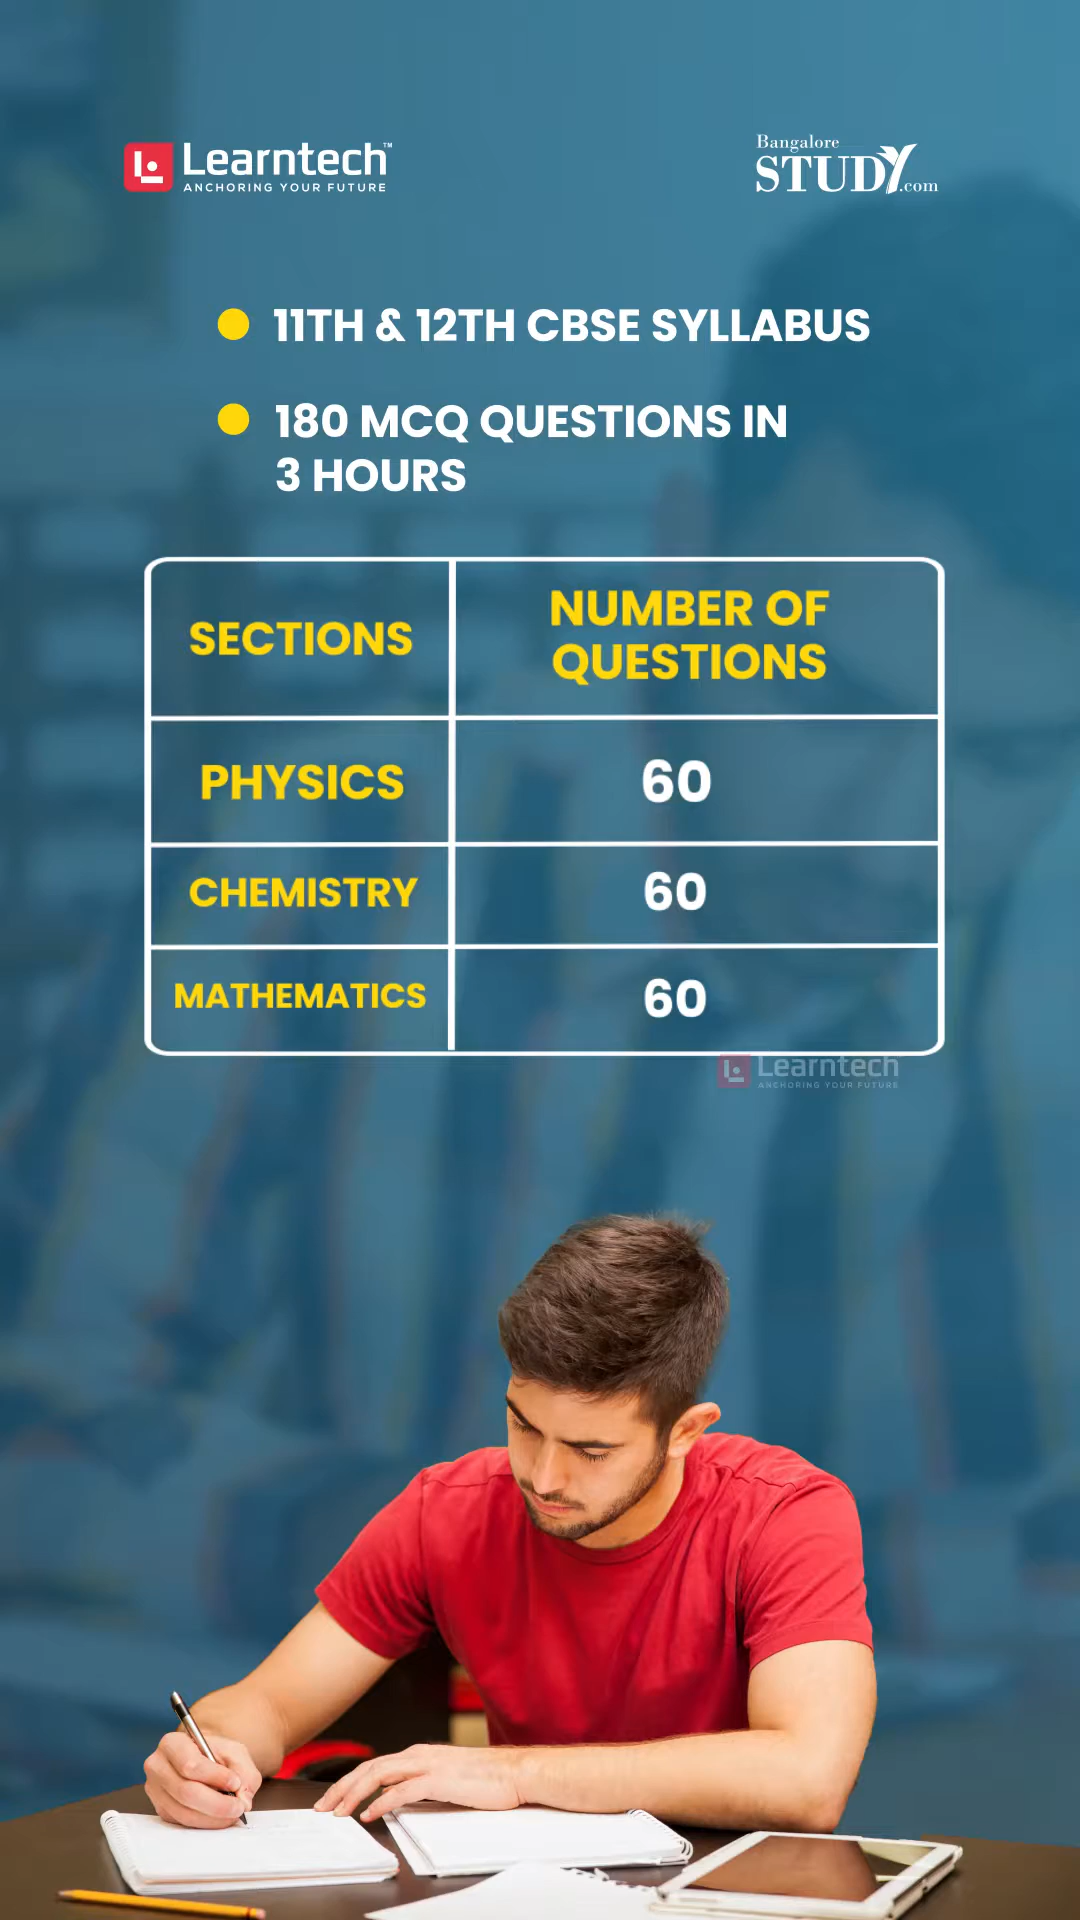 Learntech™
ANCHORING YOUR FUTURE
Bangalore
STUDY.com
11TH & 12TH CBSE SYLLABUS
180 MCQ QUESTIONS IN
3 HOURS
SECTIONS
NUMBER OF
QUESTIONS
PHYSICS
60
CHEMISTRY
60
MATHEMATICS
60
Learntech
ANCHORING YOUR FUTURE